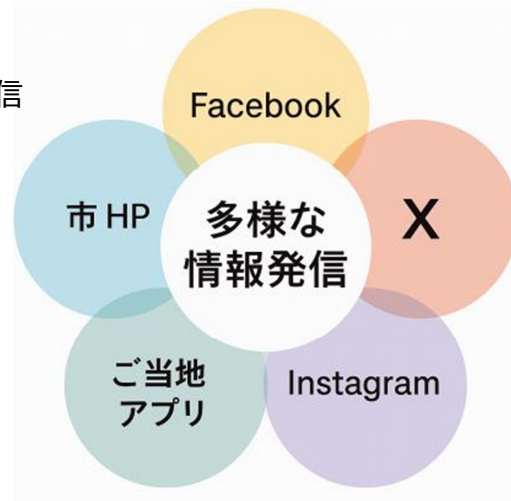 信
Facebook
市 HP
多様な
情報発信
X
ご当地
アプリ
Instagram